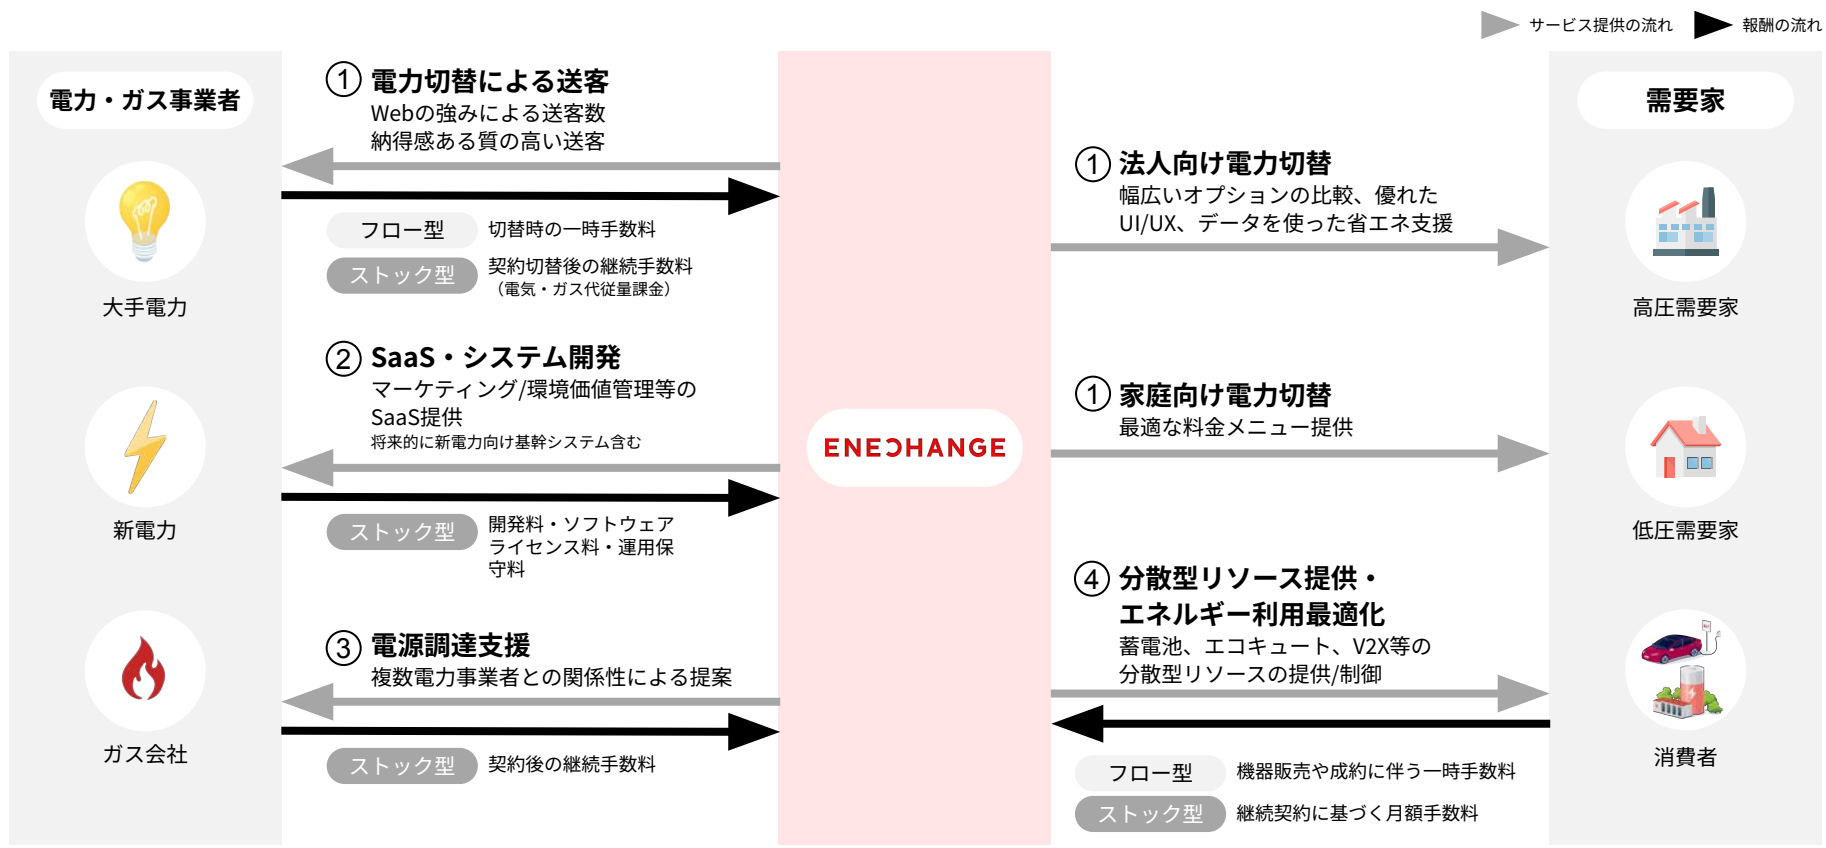 サービス提供の流れ
報酬の流れ
電力・ガス事業者
大手電力
新電力
ガス会社
① 電力切替による送客
Webの強みによる送客数
納得感ある質の高い送客
フロー型 切替時の一時手数料
ストック型 契約切替後の継続手数料
（電気・ガス代従量課金）
② SaaS・システム開発
マーケティング/環境価値管理等の
SaaS提供
将来的に新電力向け基幹システム含む
ストック型 開発料・ソフトウェア
ライセンス料・運用保
守料
③ 電源調達支援
複数電力事業者との関係性による提案
ストック型 契約後の継続手数料
ENECHANGE
① 法人向け電力切替
幅広いオプションの比較、優れた
UI/UX、データを使った省エネ支援
① 家庭向け電力切替
最適な料金メニュー提供
④ 分散型リソース提供・
エネルギー利用最適化
蓄電池、エコキュート、V2X等の
分散型リソースの提供/制御
フロー型 機器販売や成約に伴う一時手数料
ストック型 継続契約に基づく月額手数料
需要家
高圧需要家
低圧需要家
消費者